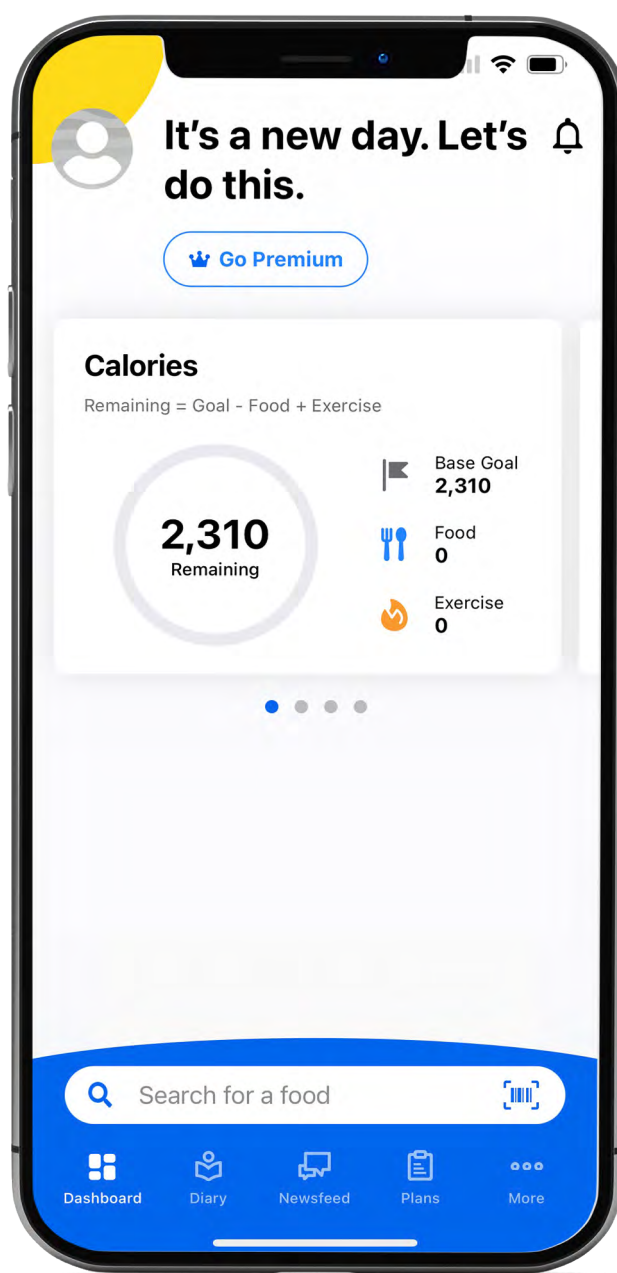 It's a new day. Let's
do this.
Go Premium
Calories
Remaining = Goal - Food + Exercise
2,310
Remaining
Base Goal
2,310
Food
0
Exercise
0
Search for a food
Dashboard
Diary
Newsfeed
Plans
More